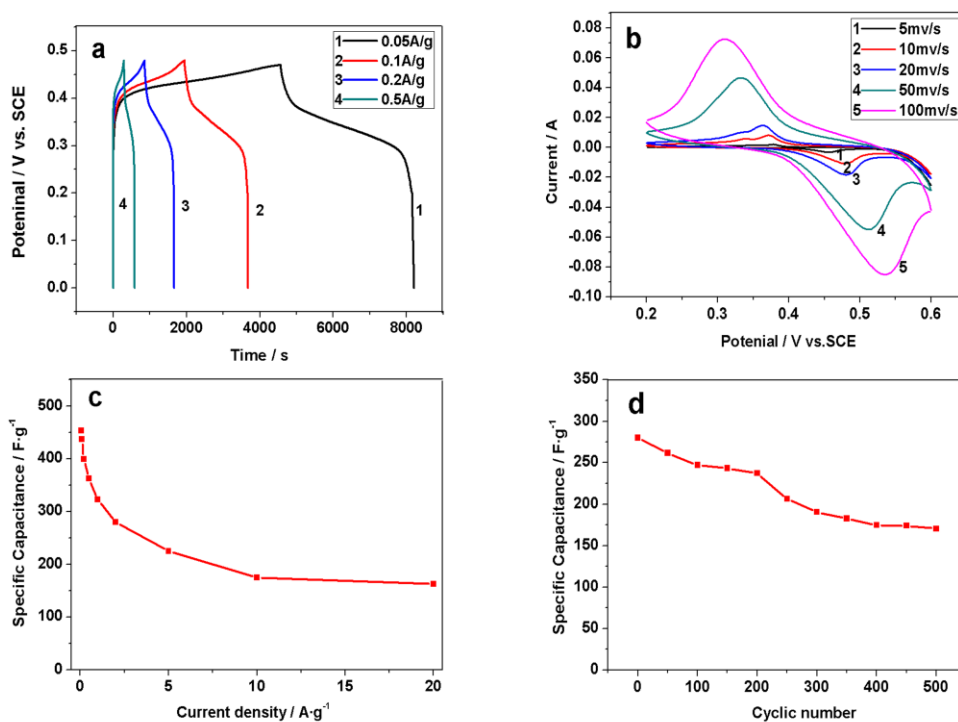 a
1 0.05A/g
2 0.1A/g
3 0.2A/g
4 0.5A/g
Poteninal / V vs. SCE
0.5
0.4
0.3
0.2
0.1
0.0
4
3
2
1
0 2000 4000 6000 8000
Time / s
b
1 5mv/s
2 10mv/s
3 20mv/s
4 50mv/s
5 100mv/s
Current / A
0.08
0.06
0.04
0.02
0.00
-0.02
-0.04
-0.06
-0.08
-0.10
1
2
3
4
5
0.2 0.3 0.4 0.5 0.6
Potenial / V vs.SCE
c
Specific Capacitance / F·g⁻¹
500
400
300
200
100
0
0 5 10 15 20
Current density / A·g⁻¹
d
Specific Capacitance / F·g⁻¹
350
300
250
200
150
100
50
0
0 100 200 300 400 500
Cyclic number